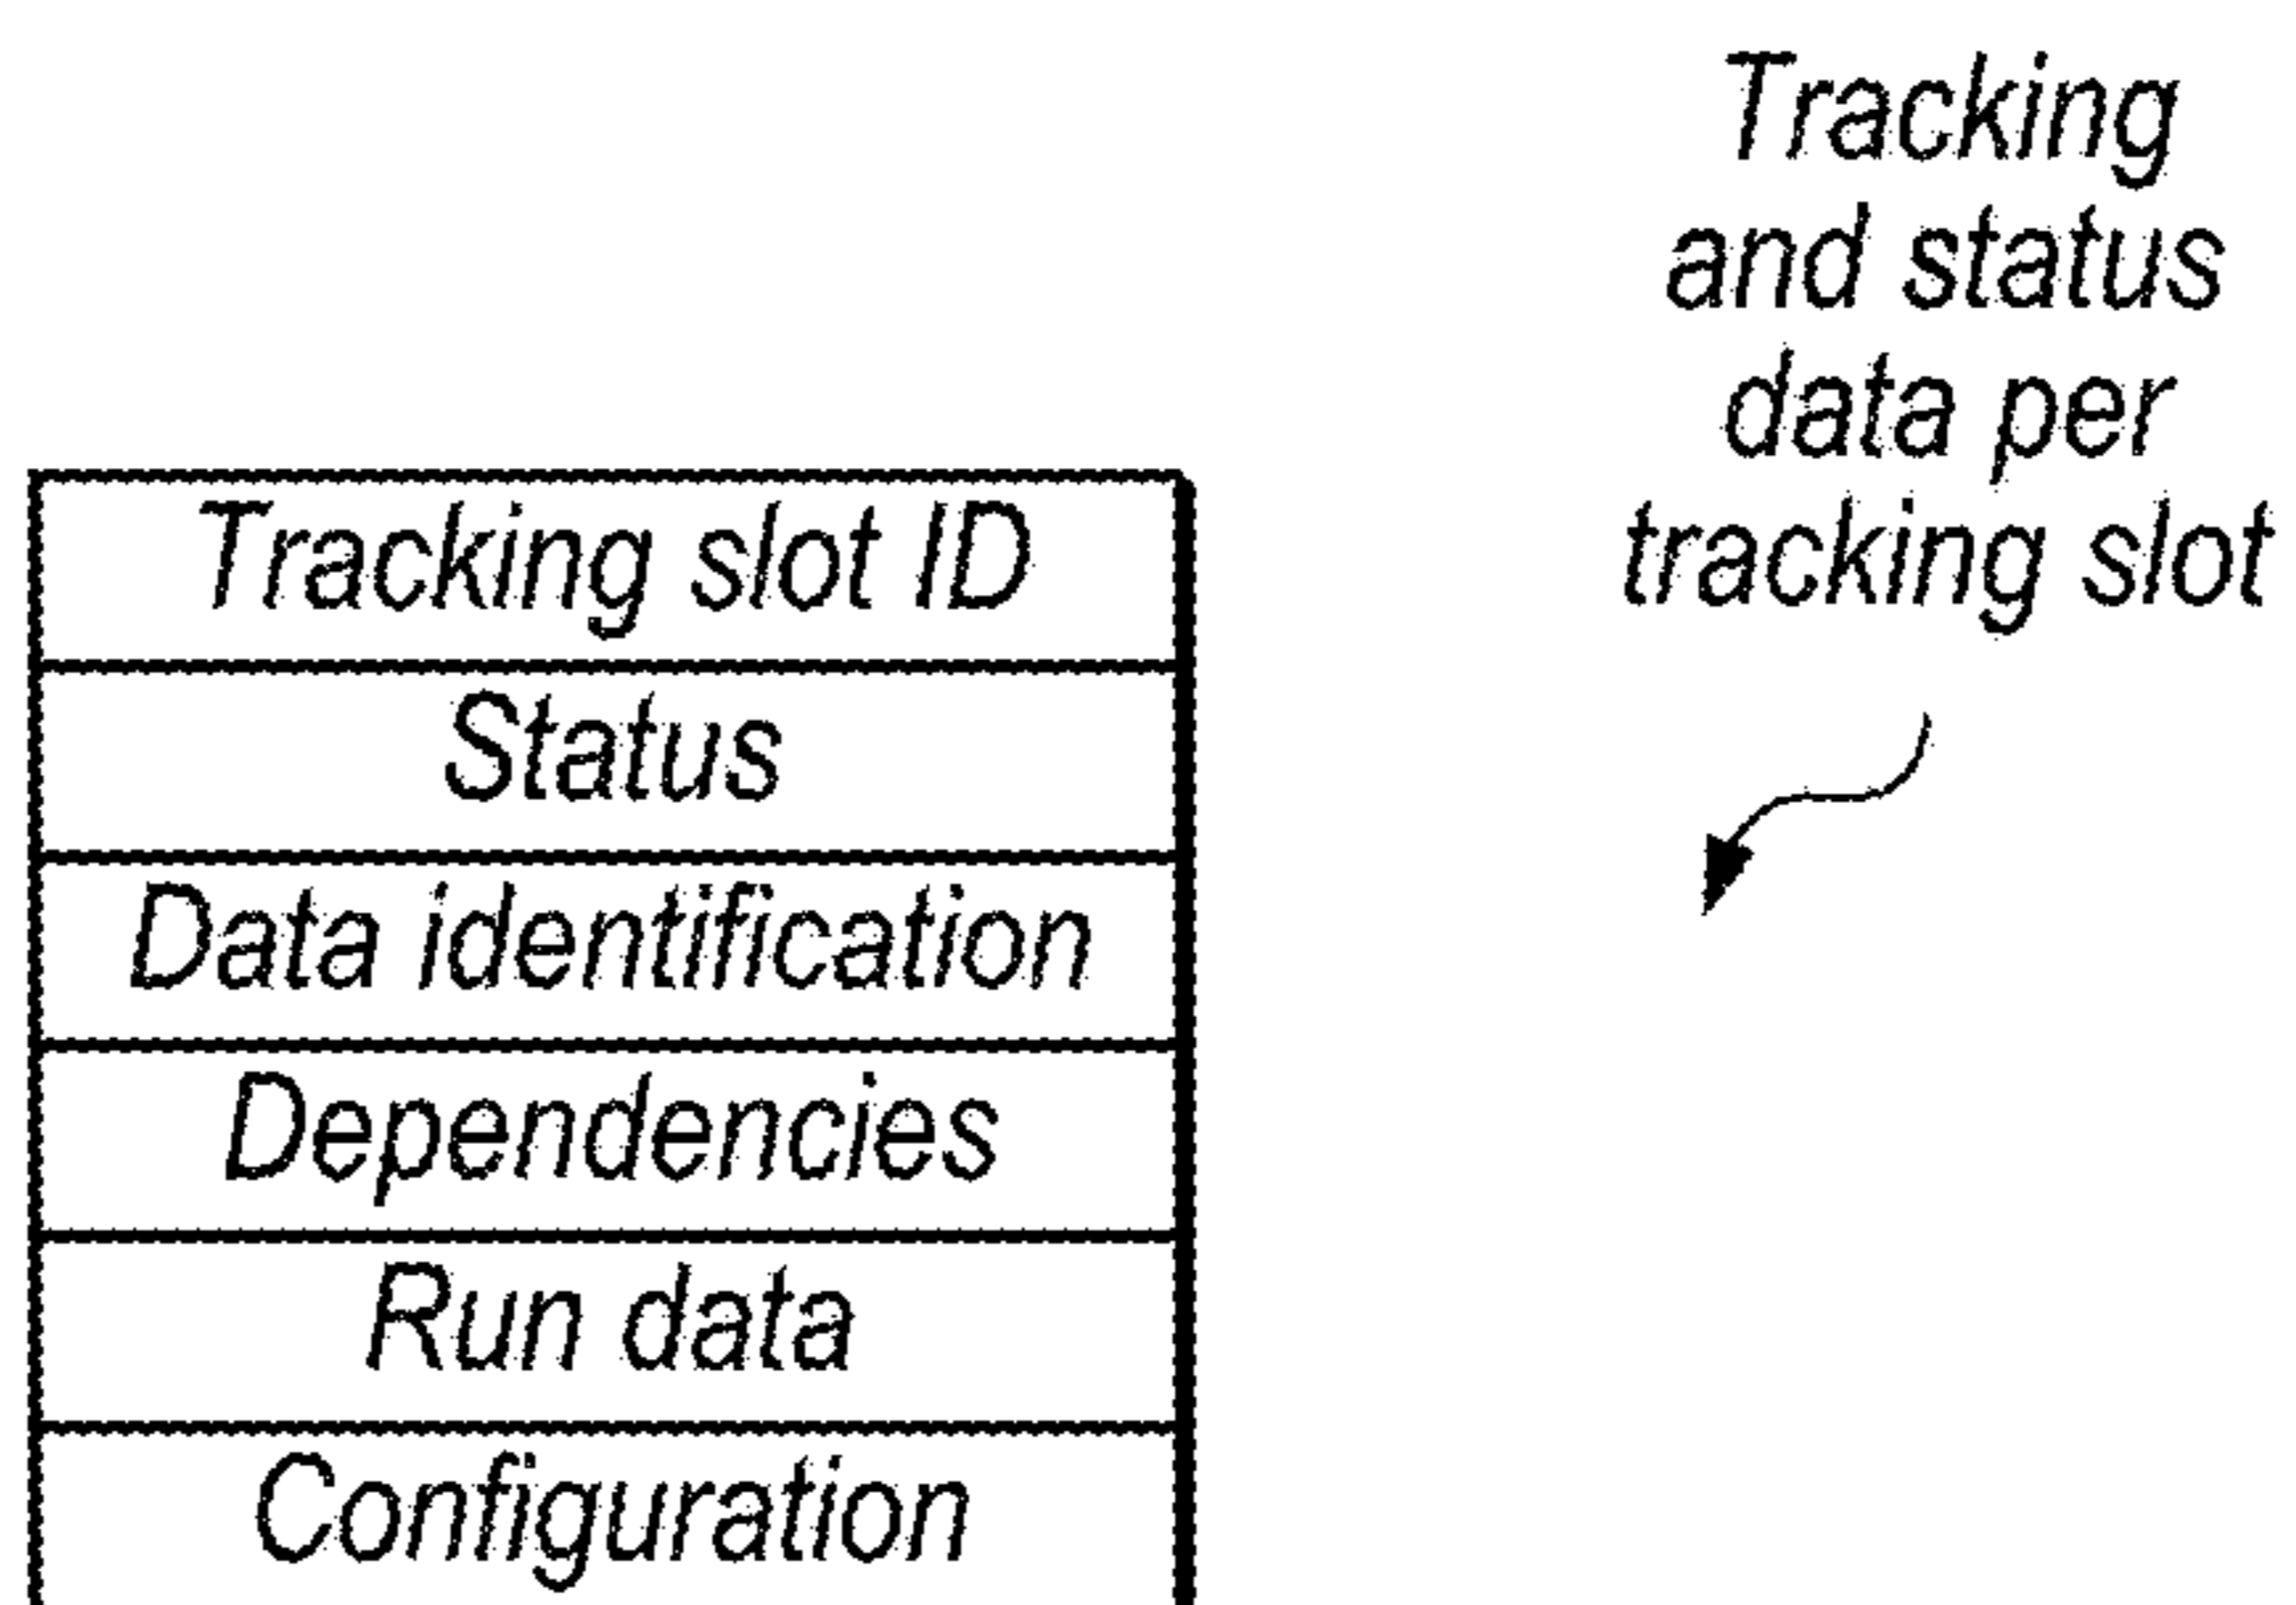 Tracking
and status
data per
tracking slot
Tracking slot ID
Status
Data identification
Dependencies
Run data
Configuration